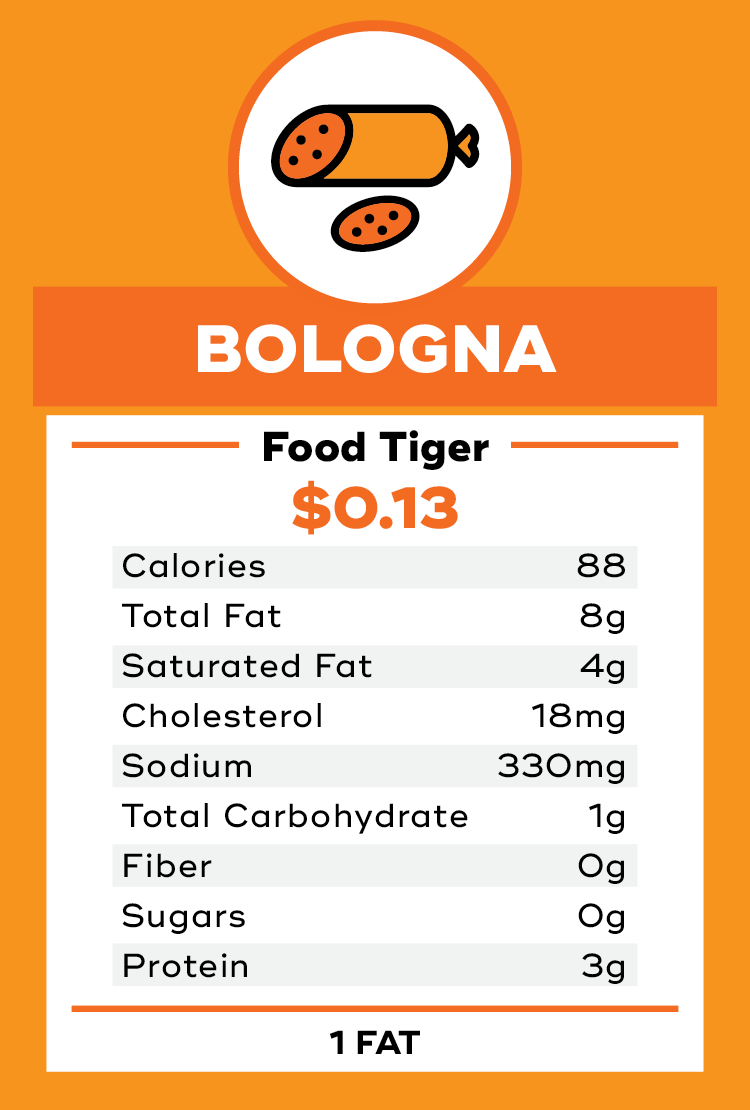 BOLOGNA
Food Tiger
$0.13
Calories 88
Total Fat 8g
Saturated Fat 4g
Cholesterol 18mg
Sodium 330mg
Total Carbohydrate 1g
Fiber 0g
Sugars 0g
Protein 3g
1 FAT